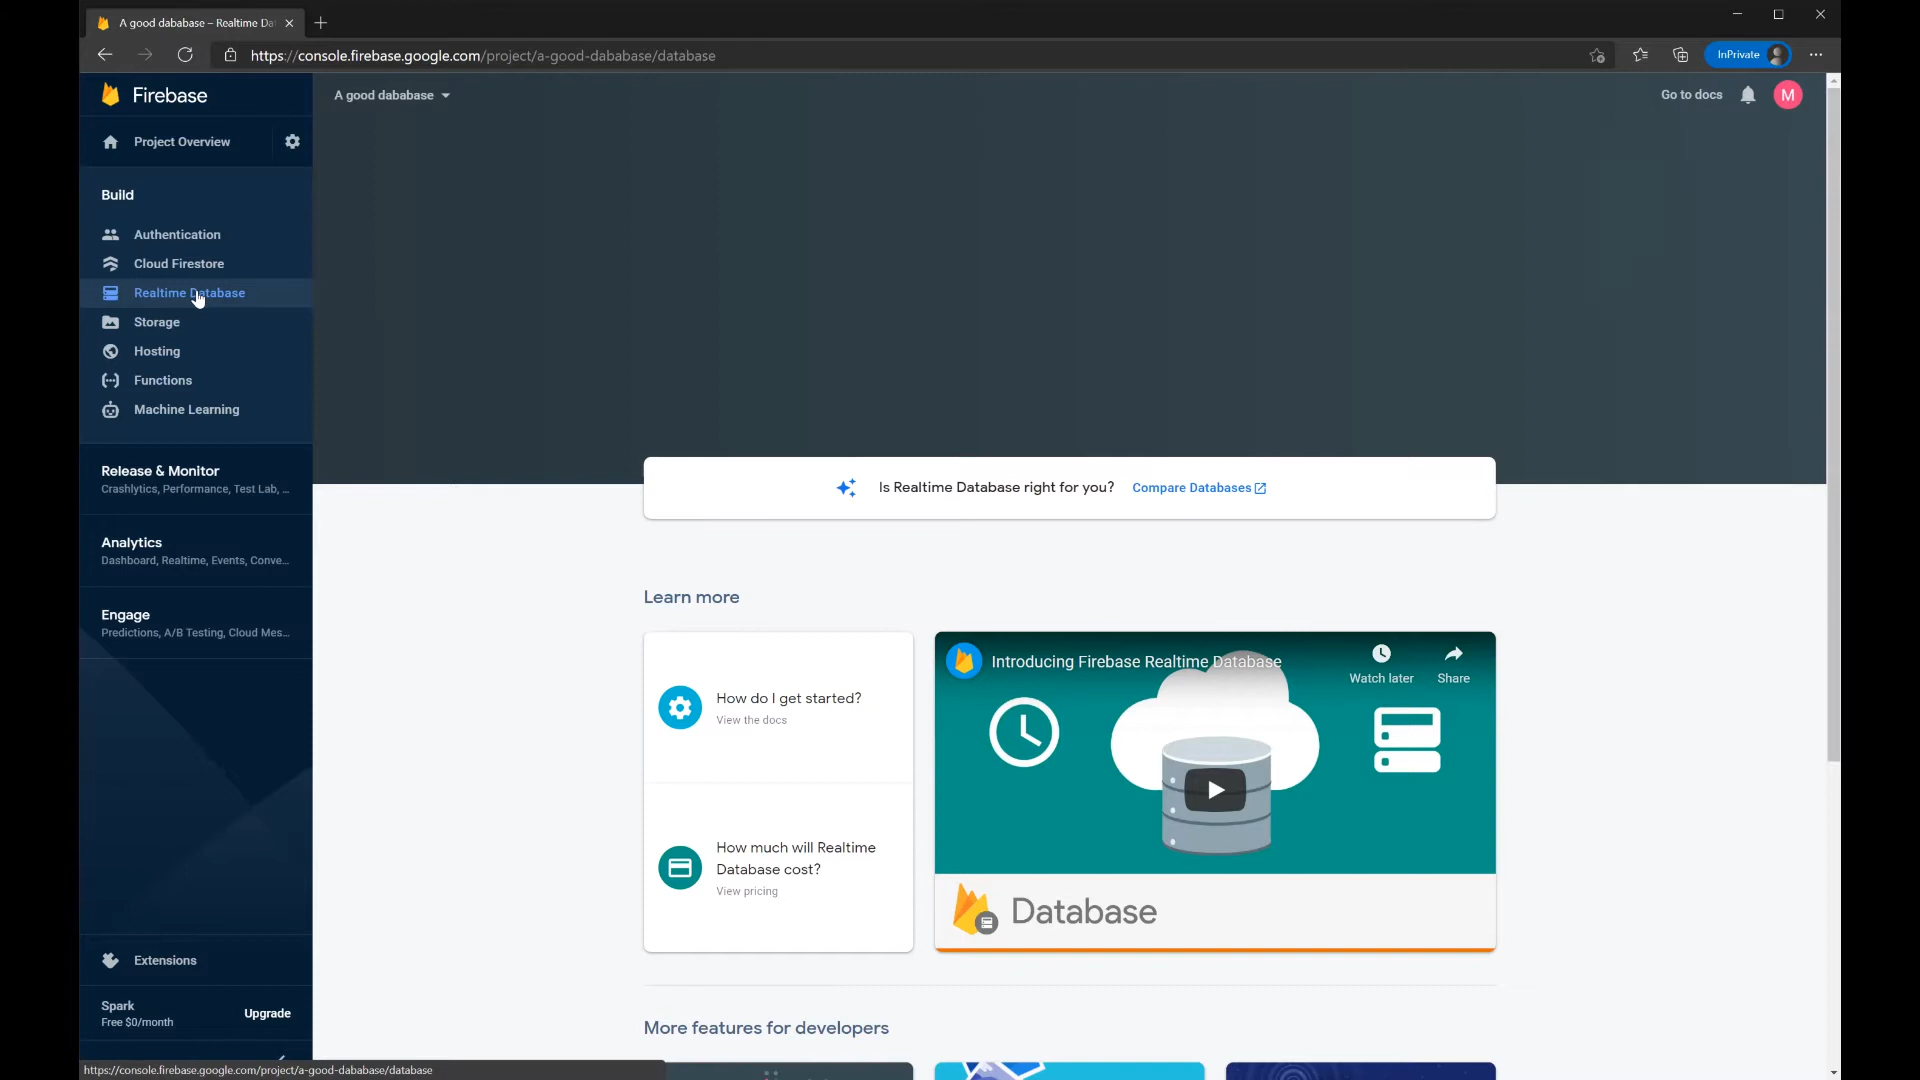 A good dababase – Realtime Da
https://console.firebase.google.com/project/a-good-dababase/database
InPrivate
Firebase
A good dababase
Go to docs
M
Project Overview
Build
Authentication
Cloud Firestore
Realtime Database
Storage
Hosting
Functions
Machine Learning
Is Realtime Database right for you? Compare Databases
Release & Monitor
Crashlytics, Performance, Test Lab, ...
Analytics
Dashboard, Realtime, Events, Conve...
Engage
Predictions, A/B Testing, Cloud Mes...
Learn more
How do I get started?
View the docs
How much will Realtime
Database cost?
View pricing
Introducing Firebase Realtime Database
Watch later
Share
Database
More features for developers
Extensions
Spark
Free $0/month
Upgrade
https://console.firebase.google.com/project/a-good-dababase/database